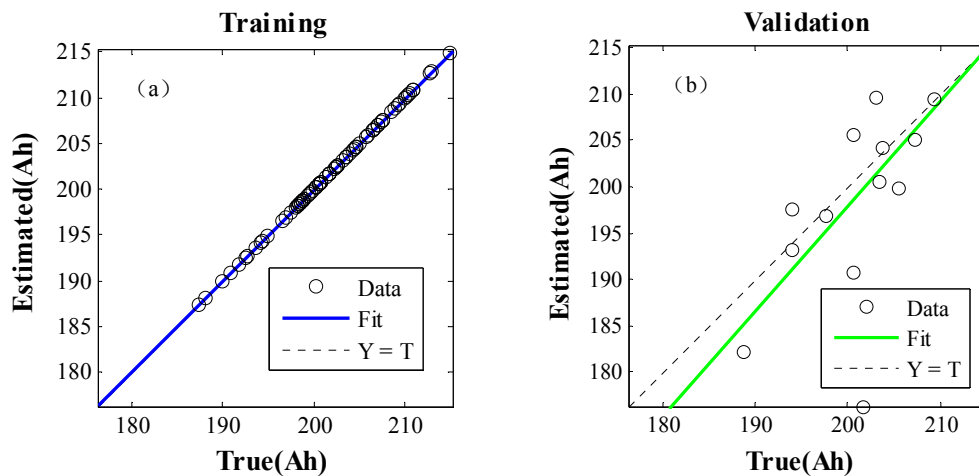 Training
Estimated(Ah)
215
210
205
200
195
190
185
180
（a）
Data
Fit
Y = T
180
190
200
210
True(Ah)
Validation
Estimated(Ah)
215
210
205
200
195
190
185
180
（b）
Data
Fit
Y = T
180
190
200
210
True(Ah)